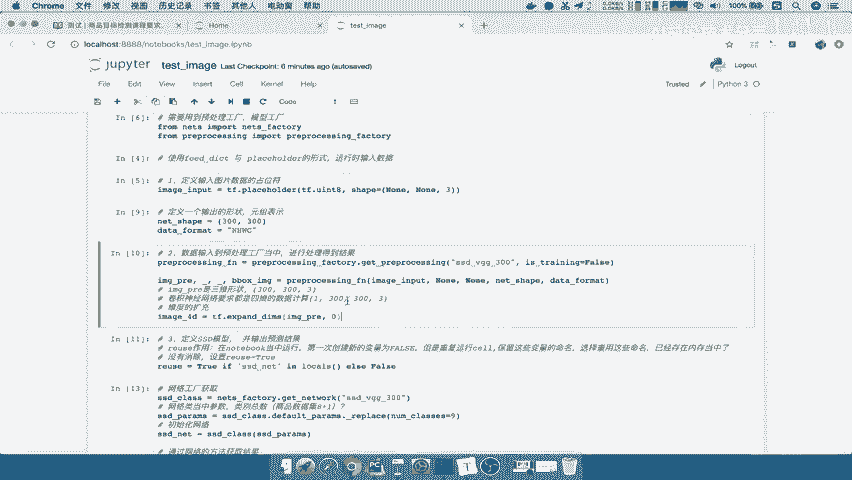 Chrome 文件 修改 视图 历史记录 书签 其他人 电动窗 帮助
100%
测试 | 商品目标检测课程要求
Home
test_image
localhost:8888/notebooks/test_image.ipynb
jupyter test_image Last Checkpoint: 6 minutes ago (autosaved)
Logout
File Edit View Insert Cell Kernel Help
Trusted
Python 3
Code
In [6]: # 需要用到预处理工厂，模型工厂
from nets import nets_factory
from preprocessing import preprocessing_factory
In [4]: # 使用feed_dict 与 placeholder的形式，运行时输入数据
In [5]: # 1、定义输入图片数据的占位符
image_input = tf.placeholder(tf.uint8, shape=(None, None, 3))
In [9]: # 定义一个输出的形状，元组表示
net_shape = (300, 300)
data_format = "NHWC"
In [10]: # 2、数据输入到预处理工厂当中，进行处理得到结果
preprocessing_fn = preprocessing_factory.get_preprocessing("ssd_vgg_300", is_training=False)
img_pre, _, _, bbox_img = preprocessing_fn(image_input, None, None, net_shape, data_format)
# img_pre是三维形状，(300, 300, 3)
# 卷积神经网络要求都是四维的数据计算(1, 300, 300, 3)
# 维度的扩充
image_4d = tf.expand_dims(img_pre, 0)
In [11]: # 3、定义SSD模型， 并输出预测结果
# reuse作用：在notebook当中运行，第一次创建新的变量为FALSE，但是重复运行cell,保留这些变量的命名，选择重用这些命名，已经存在内存当中了
# 没有消除，设置reuse=True
reuse = True if 'ssd_net' in locals() else False
In [13]: # 网络工厂获取
ssd_class = nets_factory.get_network("ssd_vgg_300")
# 网络类当中参数，类别总数（商品数据集8+1）？
ssd_params = ssd_class.default_params._replace(num_classes=9)
# 初始化网络
ssd_net = ssd_class(ssd_params)
# 通过网络的方法获取结果